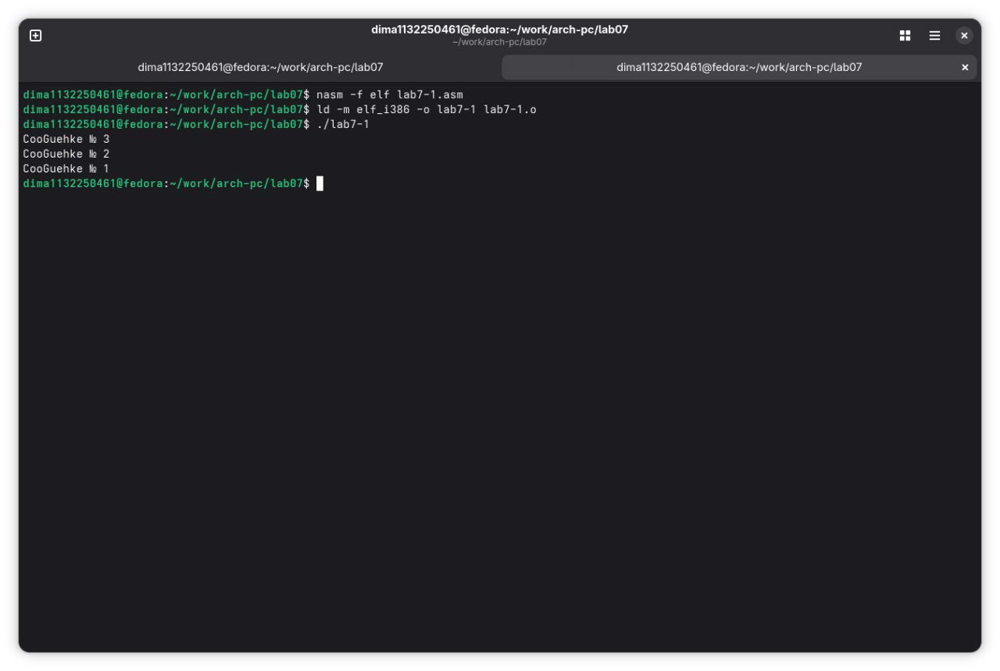 dima1132250461@fedora:~/work/arch-pc/lab07
~/work/arch-pc/lab07
dima1132250461@fedora:~/work/arch-pc/lab07
dima1132250461@fedora:~/work/arch-pc/lab07
dima1132250461@fedora:~/work/arch-pc/lab07$ nasm -f elf lab7-1.asm
dima1132250461@fedora:~/work/arch-pc/lab07$ ld -m elf_i386 -o lab7-1 lab7-1.o
dima1132250461@fedora:~/work/arch-pc/lab07$ ./lab7-1
CooGuehke № 3
CooGuehke № 2
CooGuehke № 1
dima1132250461@fedora:~/work/arch-pc/lab07$